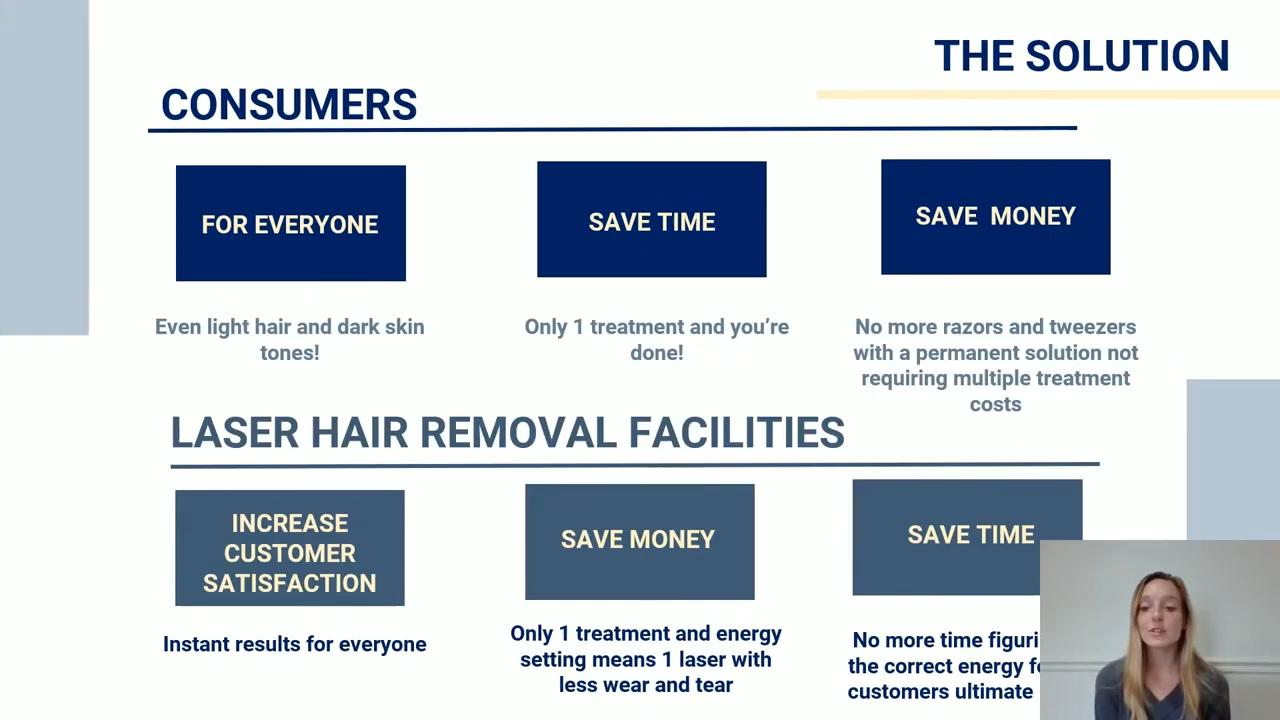 THE SOLUTION
CONSUMERS
FOR EVERYONE
SAVE TIME
SAVE MONEY
Even light hair and dark skin
tones!
Only 1 treatment and you’re
done!
No more razors and tweezers
with a permanent solution not
requiring multiple treatment
costs
LASER HAIR REMOVAL FACILITIES
INCREASE
CUSTOMER
SATISFACTION
SAVE MONEY
SAVE TIME
Instant results for everyone
Only 1 treatment and energy
setting means 1 laser with
less wear and tear
No more time
the correct energy
customers ultimate